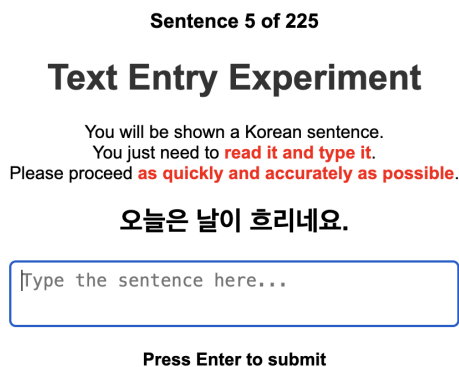 Sentence 5 of 225
Text Entry Experiment
You will be shown a Korean sentence.
You just need to read it and type it.
Please proceed as quickly and accurately as possible.
오늘은 날이 흐리네요.
Type the sentence here...
Press Enter to submit